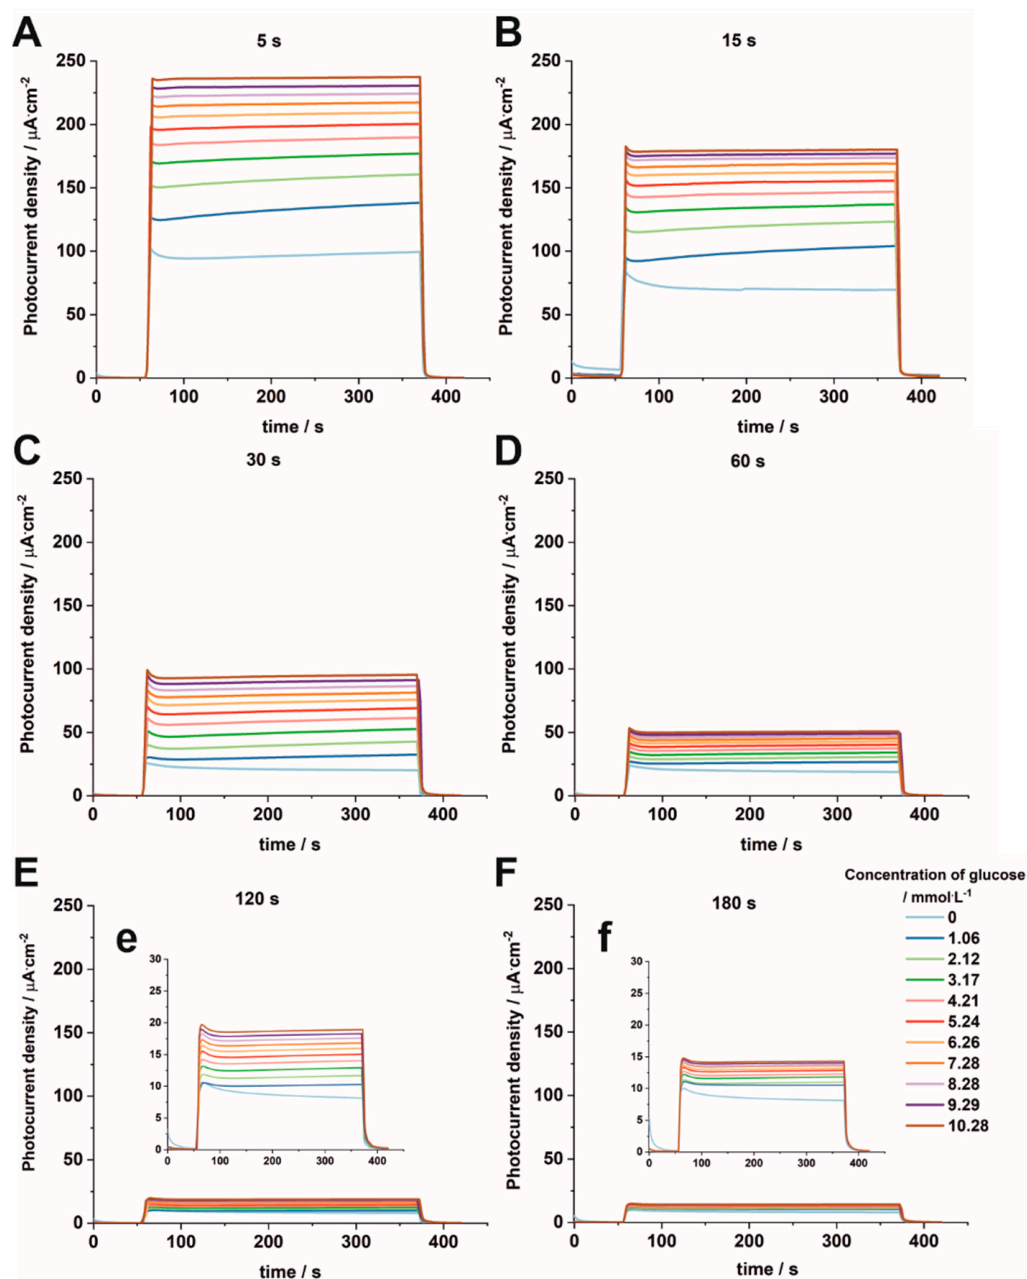 A
5 s
250
200
150
100
50
0
0 100 200 300 400
Photocurrent density / µA·cm-2
time / s
B
15 s
250
200
150
100
50
0
0 100 200 300 400
Photocurrent density / µA·cm-2
time / s
C
30 s
250
200
150
100
50
0
0 100 200 300 400
Photocurrent density / µA·cm-2
time / s
D
60 s
250
200
150
100
50
0
0 100 200 300 400
Photocurrent density / µA·cm-2
time / s
E
120 s
250
200
150
100
50
0
0 100 200 300 400
Photocurrent density / µA·cm-2
time / s
e
30
25
20
15
10
5
0
0 100 200 300 400
F
180 s
250
200
150
100
50
0
0 100 200 300 400
Photocurrent density / µA·cm-2
time / s
f
30
25
20
15
10
5
0
0 100 200 300 400
Concentration of glucose
/ mmol·L-1
0
1.06
2.12
3.17
4.21
5.24
6.26
7.28
8.28
9.29
10.28